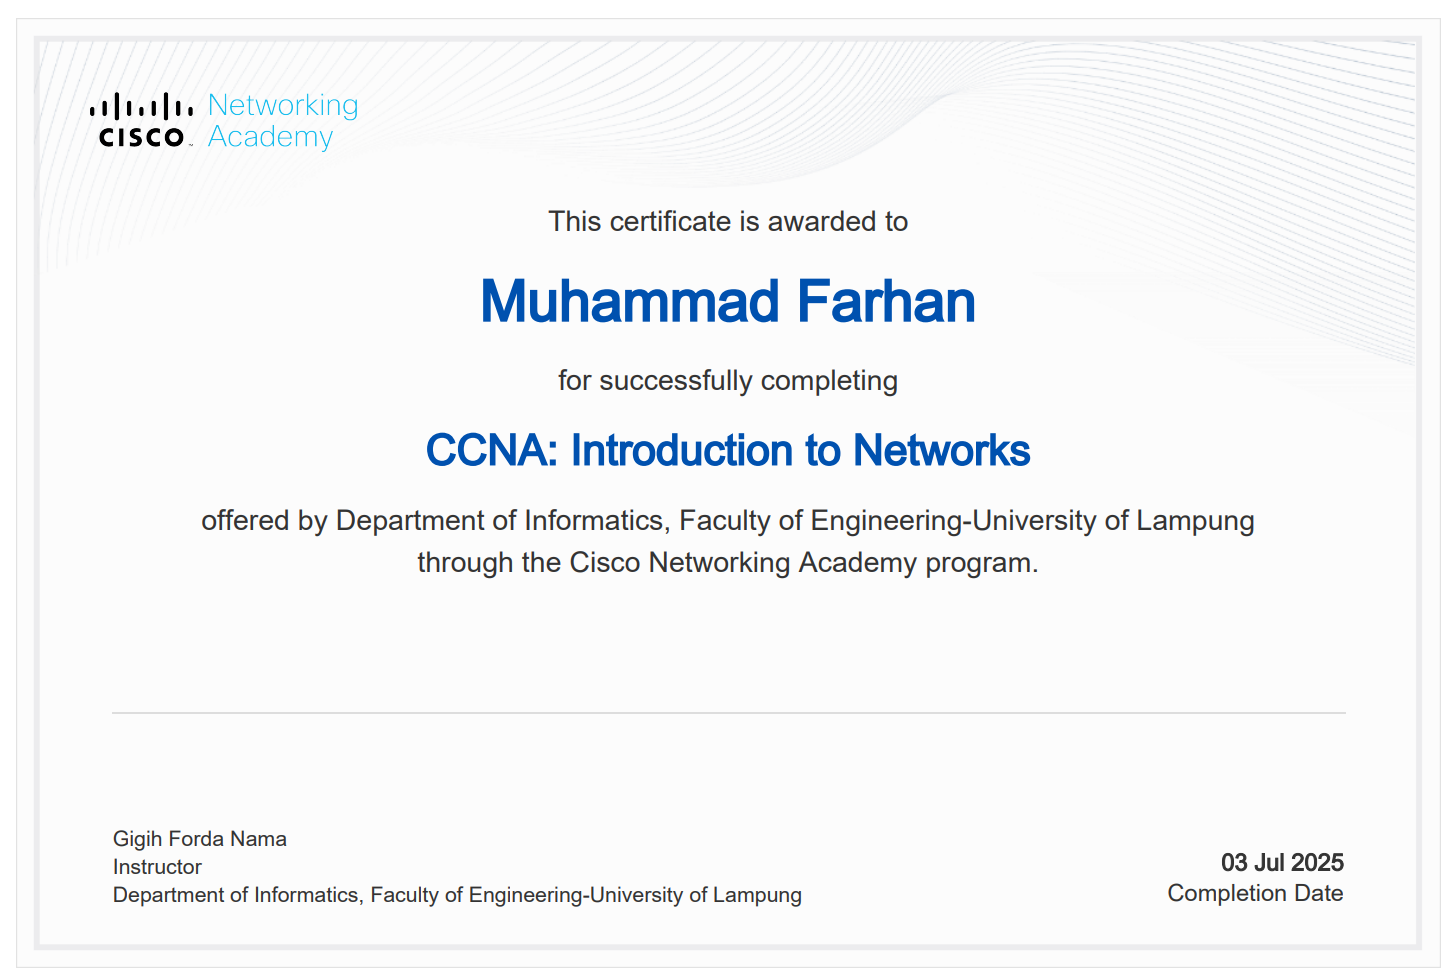 CISCO
Networking
Academy
This certificate is awarded to
Muhammad Farhan
for successfully completing
CCNA: Introduction to Networks
offered by Department of Informatics, Faculty of Engineering-University of Lampung
through the Cisco Networking Academy program.
Gigih Forda Nama
Instructor
Department of Informatics, Faculty of Engineering-University of Lampung
03 Jul 2025
Completion Date